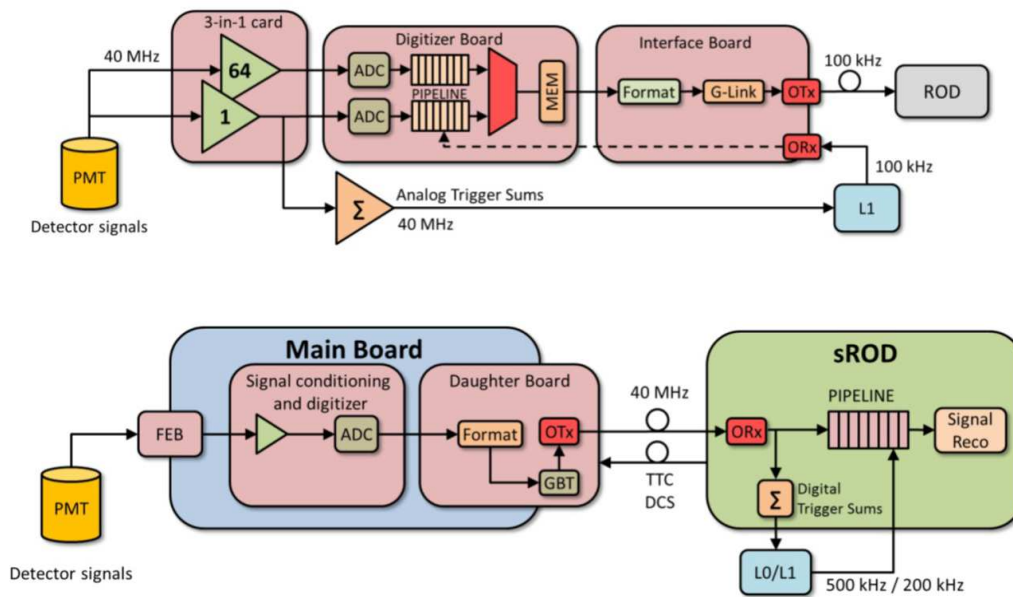 3-in-1 card
Digitizer Board
Interface Board
40 MHz
64
1
ADC
ADC
PIPELINE
MEM
Format
G-Link
OTx
ORx
100 kHz
ROD
100 kHz
PMT
Detector signals
Σ
Analog Trigger Sums
40 MHz
L1
Main Board
sROD
Signal conditioning
and digitizer
Daughter Board
FEB
ADC
Format
OTx
GBT
40 MHz
TTC
DCS
ORx
PIPELINE
Signal
Reco
Σ
Digital
Trigger Sums
PMT
Detector signals
L0/L1
500 kHz / 200 kHz